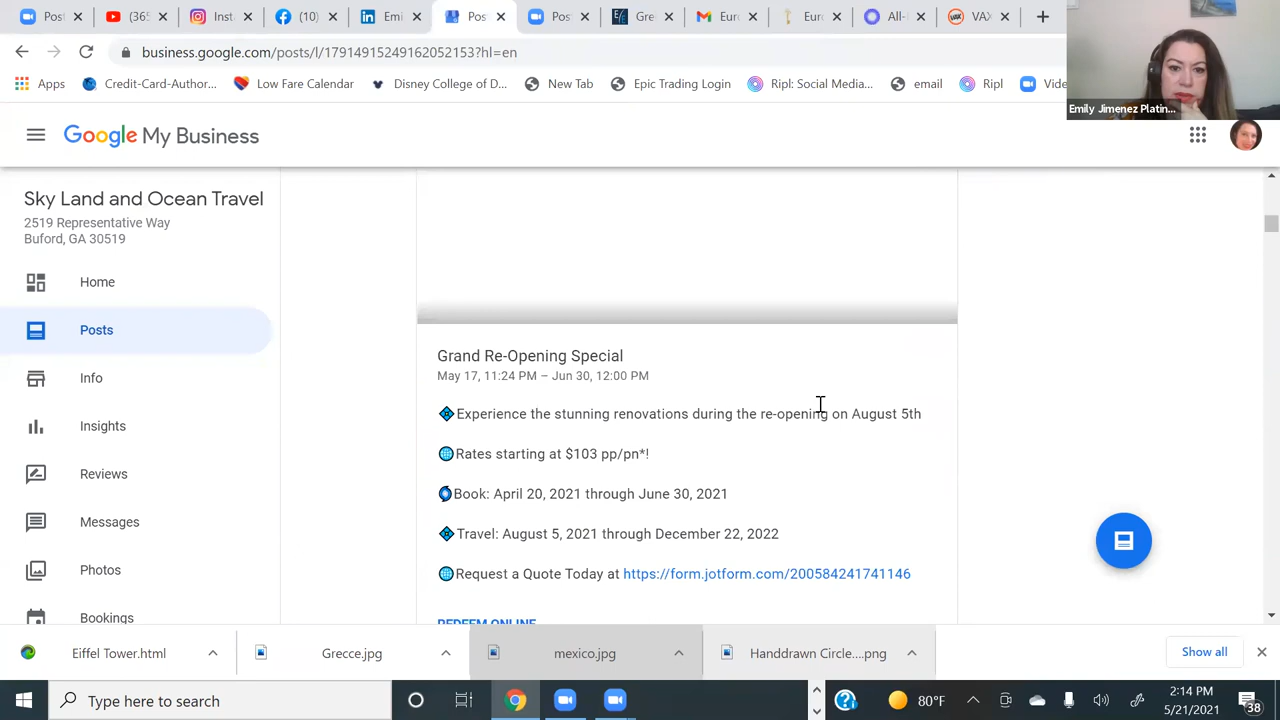 Pos
(365
Inst
(10)
Emi
Pos
Pos
Gre
Eur
Euro
All-
VAX
business.google.com/posts/l/17914915249162052153?hl=en
Apps
Credit-Card-Author...
Low Fare Calendar
Disney College of D...
New Tab
Epic Trading Login
Ripl: Social Media...
email
Ripl
Vide
Emily Jimenez Platin...
Google My Business
Sky Land and Ocean Travel
2519 Representative Way
Buford, GA 30519
Home
Posts
Info
Insights
Reviews
Messages
Photos
Bookings
Grand Re-Opening Special
May 17, 11:24 PM – Jun 30, 12:00 PM
Experience the stunning renovations during the re-opening on August 5th
Rates starting at $103 pp/pn*!
Book: April 20, 2021 through June 30, 2021
Travel: August 5, 2021 through December 22, 2022
Request a Quote Today at https://form.jotform.com/200584241741146
REDEEM ONLINE
Eiffel Tower.html
Grecce.jpg
mexico.jpg
Handdrawn Circle....png
Show all
Type here to search
80°F
2:14 PM
5/21/2021
38